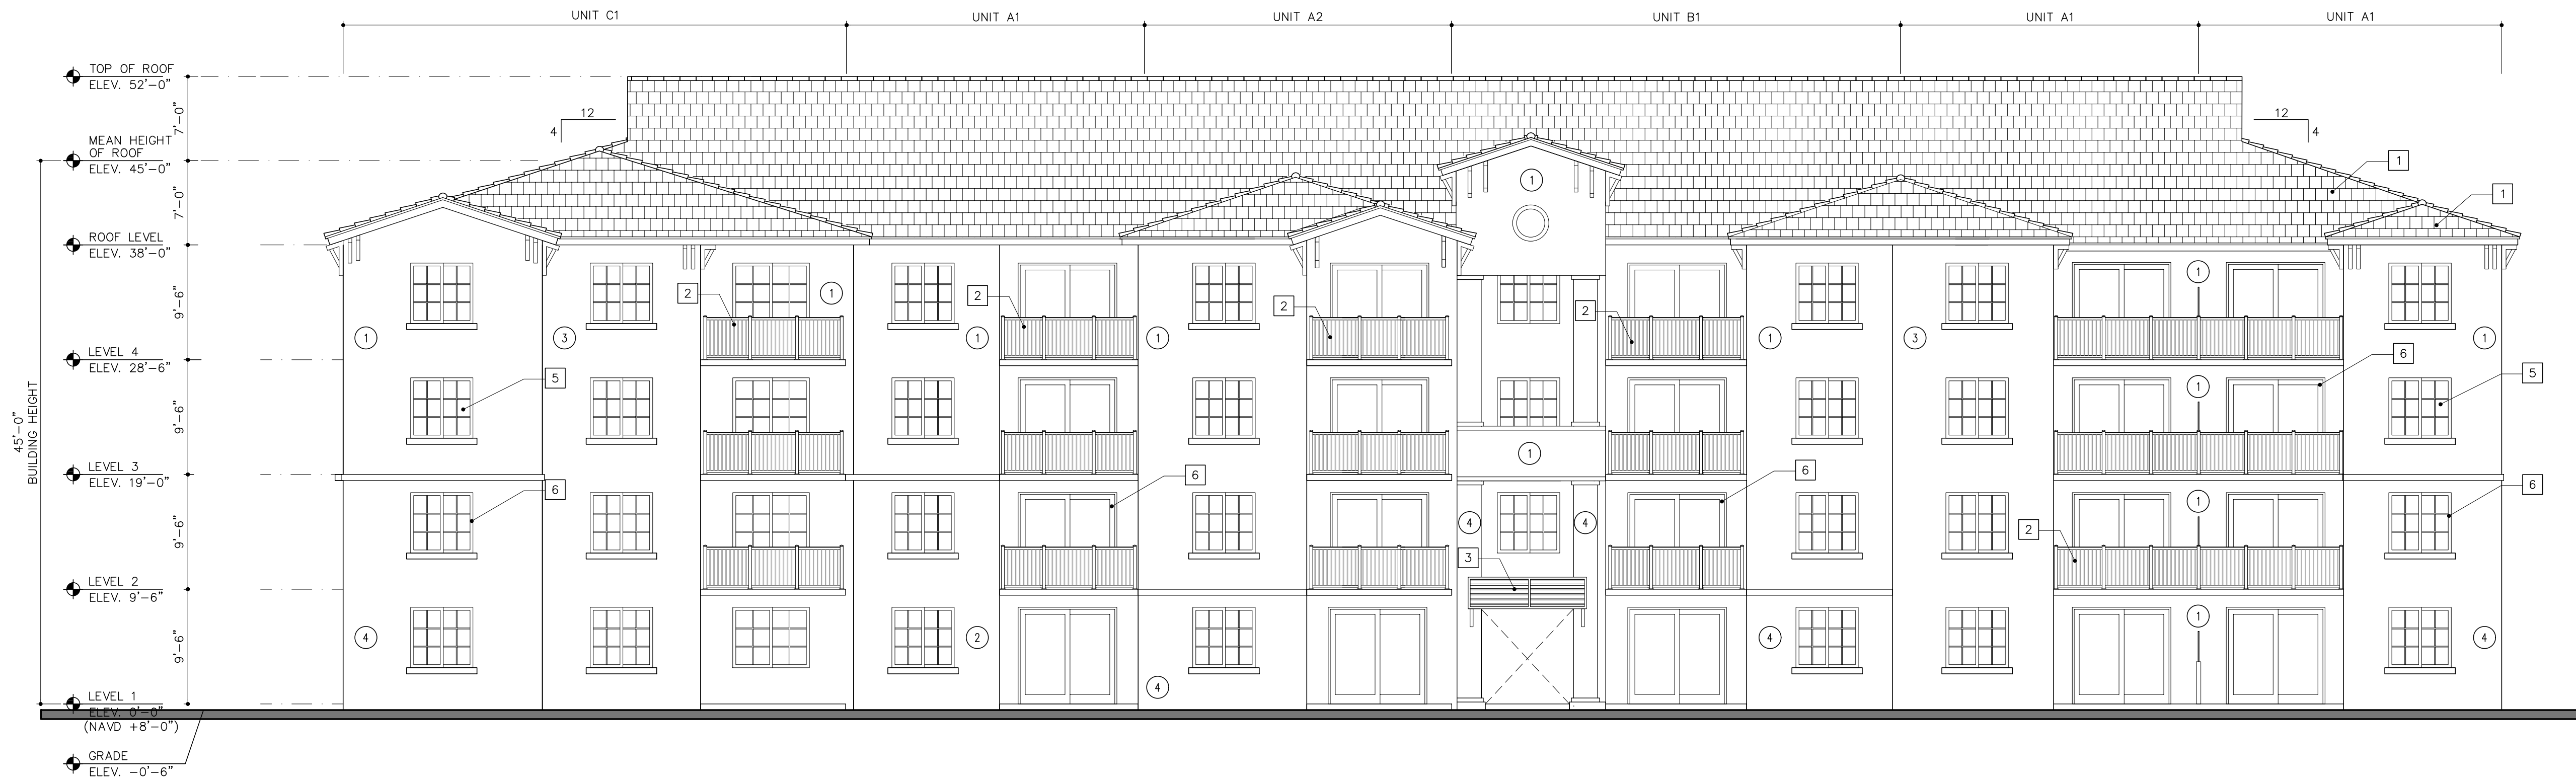 UNIT C1
UNIT A1
UNIT A2
UNIT B1
UNIT A1
UNIT A1
TOP OF ROOF
ELEV. 52'-0"
7'-0"
12
4
12
4
MEAN HEIGHT
OF ROOF
ELEV. 45'-0"
1
1
1
7'-0"
ROOF LEVEL
ELEV. 38'-0"
1
2
1
2
2
2
9'-6"
1
3
1
1
1
3
1
LEVEL 4
ELEV. 28'-6"
6
5
1
5
9'-6"
45'-0"
BUILDING HEIGHT
1
LEVEL 3
ELEV. 19'-0"
6
6
6
6
1
4
4
2
9'-6"
3
LEVEL 2
ELEV. 9'-6"
1
4
2
4
4
9'-6"
4
LEVEL 1
ELEV. 0'-0"
(NAVD +8'-0")
GRADE
ELEV. -0'-6"